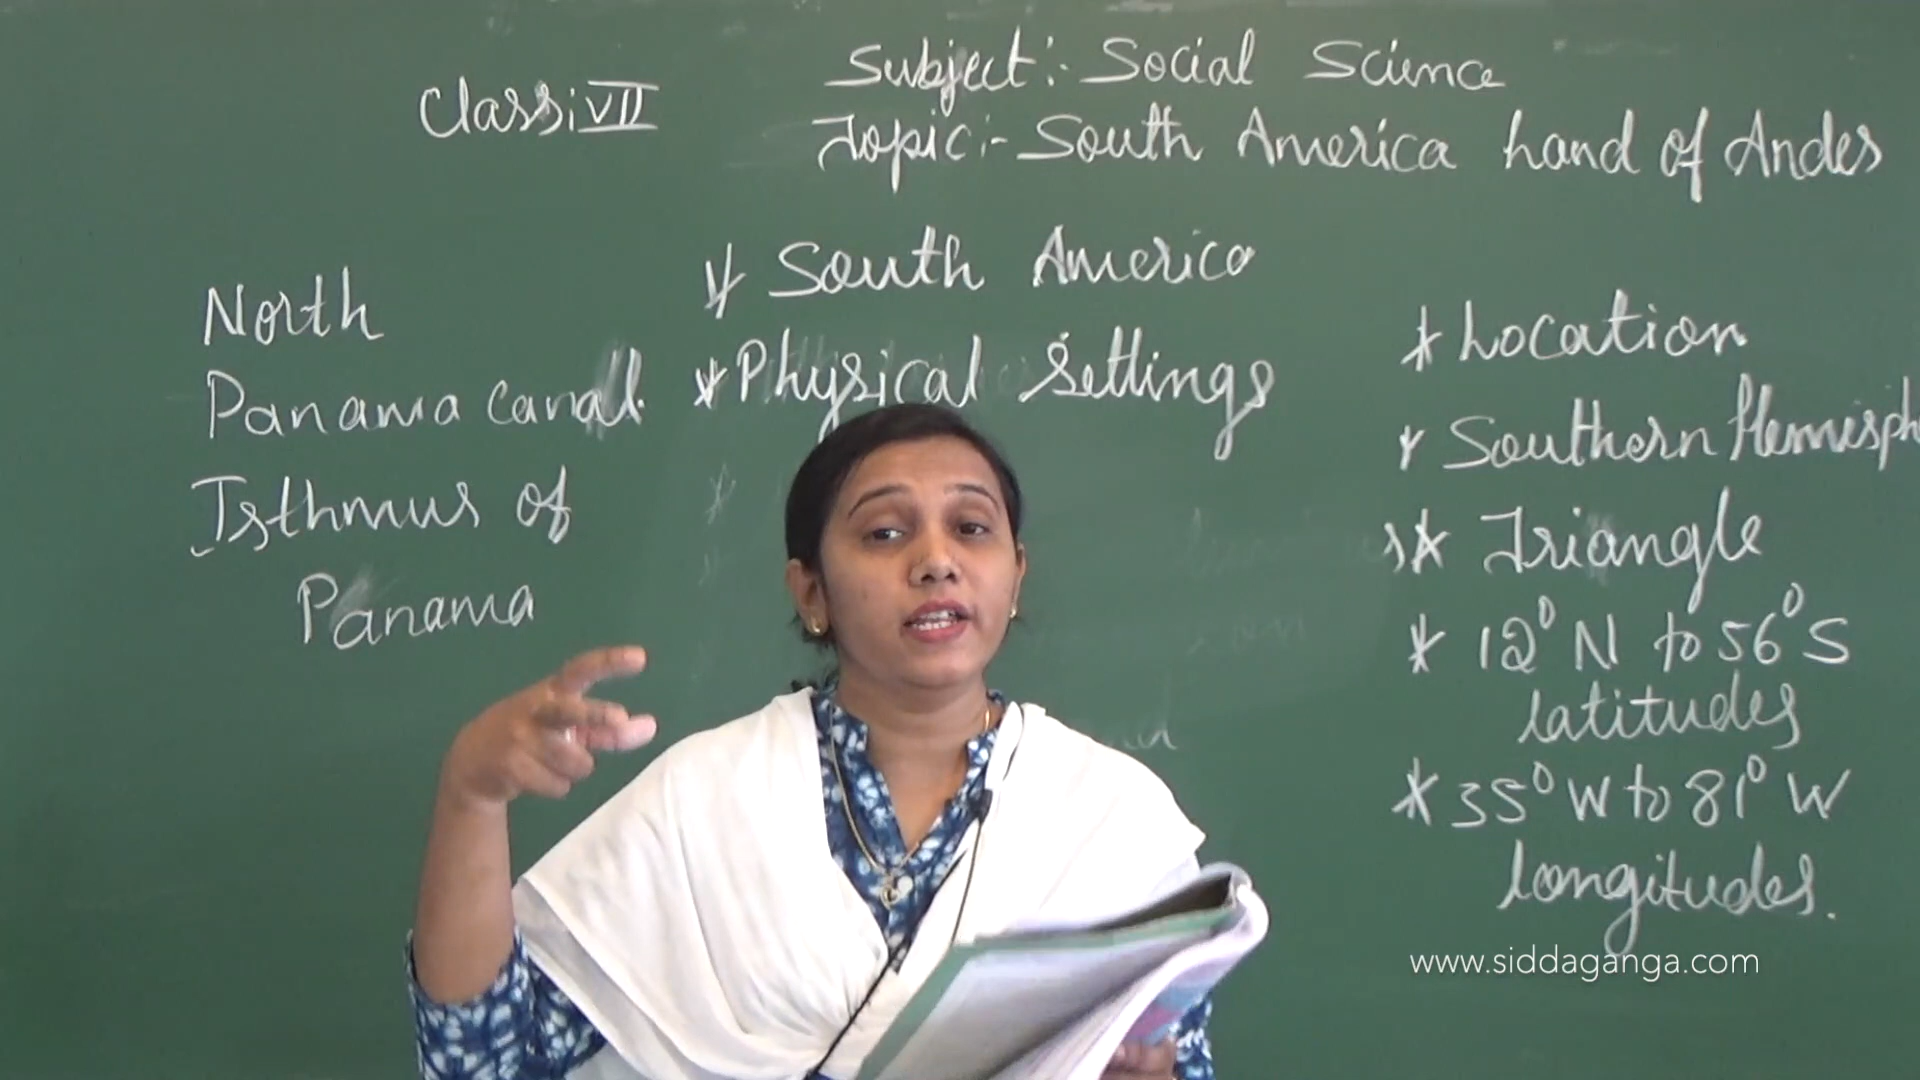 Class:VII
Subject:- Social Science
Topic:- South America Land of Andes
North
Panama Canal.
Isthmus of
Panama
* South America
* Physical Settings
* Location
* Southern Hemisph
* Triangle
* 12° N to 56° S
latitudes
* 35° W to 81° W
longitudes.
www.siddaganga.com